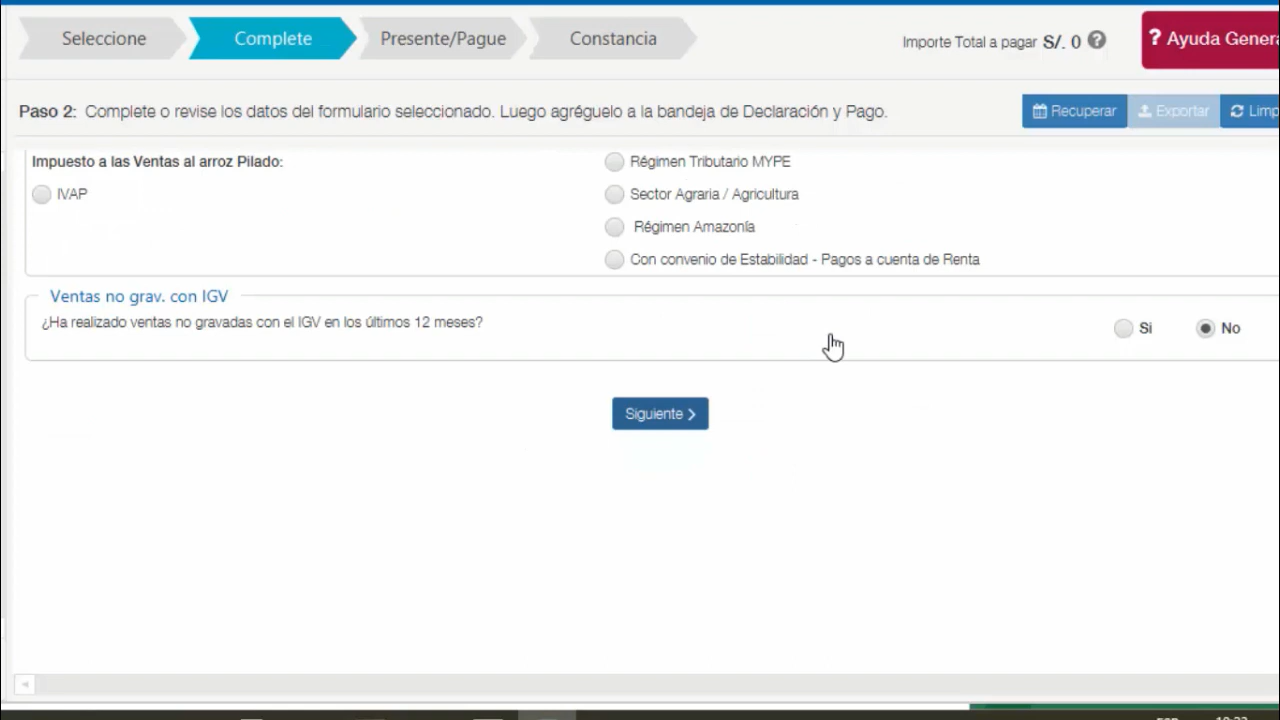 Seleccione
Complete
Presente/Pague
Constancia
Importe Total a pagar S/. 0 ?
? Ayuda Genera
Paso 2: Complete o revise los datos del formulario seleccionado. Luego agréguelo a la bandeja de Declaración y Pago.
Recuperar
Exportar
Limp
Impuesto a las Ventas al arroz Pilado:
IVAP
Régimen Tributario MYPE
Sector Agraria / Agricultura
Régimen Amazonía
Con convenio de Estabilidad - Pagos a cuenta de Renta
Ventas no grav. con IGV
¿Ha realizado ventas no gravadas con el IGV en los últimos 12 meses?
Si
No
Siguiente